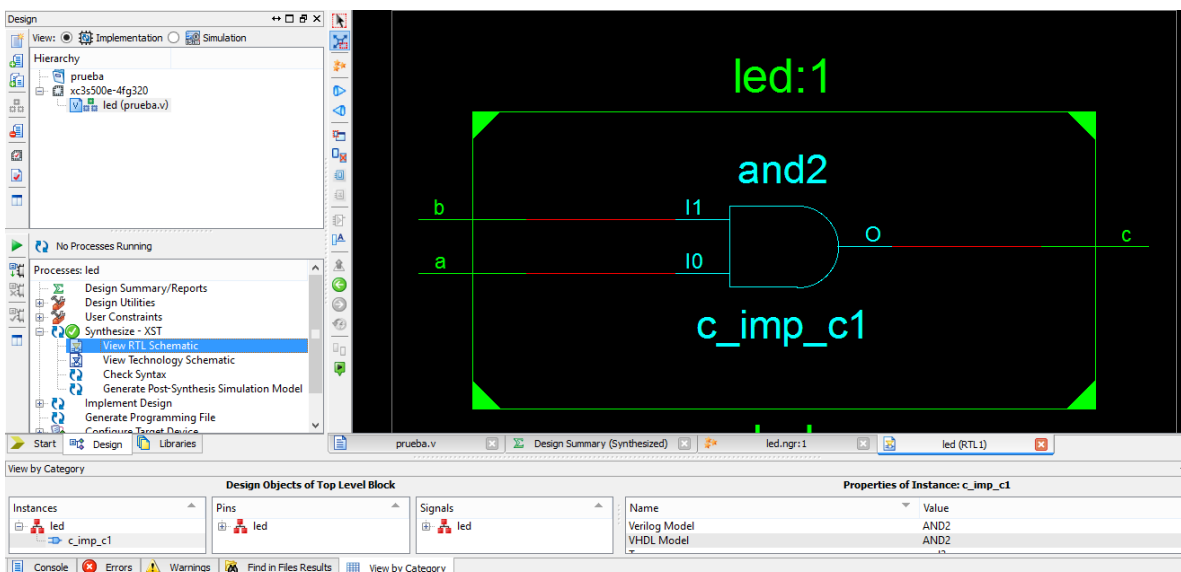 Design
View: Implementation Simulation
Hierarchy
prueba
xc3s500e-4fg320
led (prueba.v)
No Processes Running
Processes: led
Design Summary/Reports
Design Utilities
User Constraints
Synthesize - XST
View RTL Schematic
View Technology Schematic
Check Syntax
Generate Post-Synthesis Simulation Model
Implement Design
Generate Programming File
Configure Target Device
Start Design Libraries
led:1
and2
b I1
O c
a I0
c_imp_c1
prueba.v Design Summary (Synthesized) led.ngr:1 led (RTL1)
View by Category
Design Objects of Top Level Block Properties of Instance: c_imp_c1
Instances Pins Signals Name Value
led led led Verilog Model AND2
c_imp_c1 VHDL Model AND2
Console Errors Warnings Find in Files Results View by Category